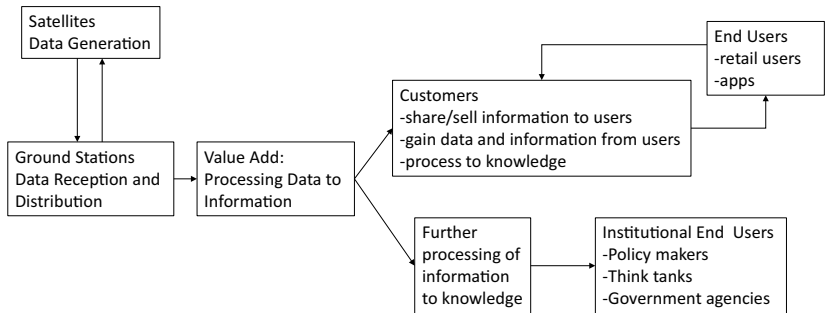 Satellites
Data Generation
Ground Stations
Data Reception and
Distribution
Value Add:
Processing Data to
Information
Customers
-share/sell information to users
-gain data and information from users
-process to knowledge
End Users
-retail users
-apps
Further
processing of
information
to knowledge
Institutional End  Users
-Policy makers
-Think tanks
-Government agencies